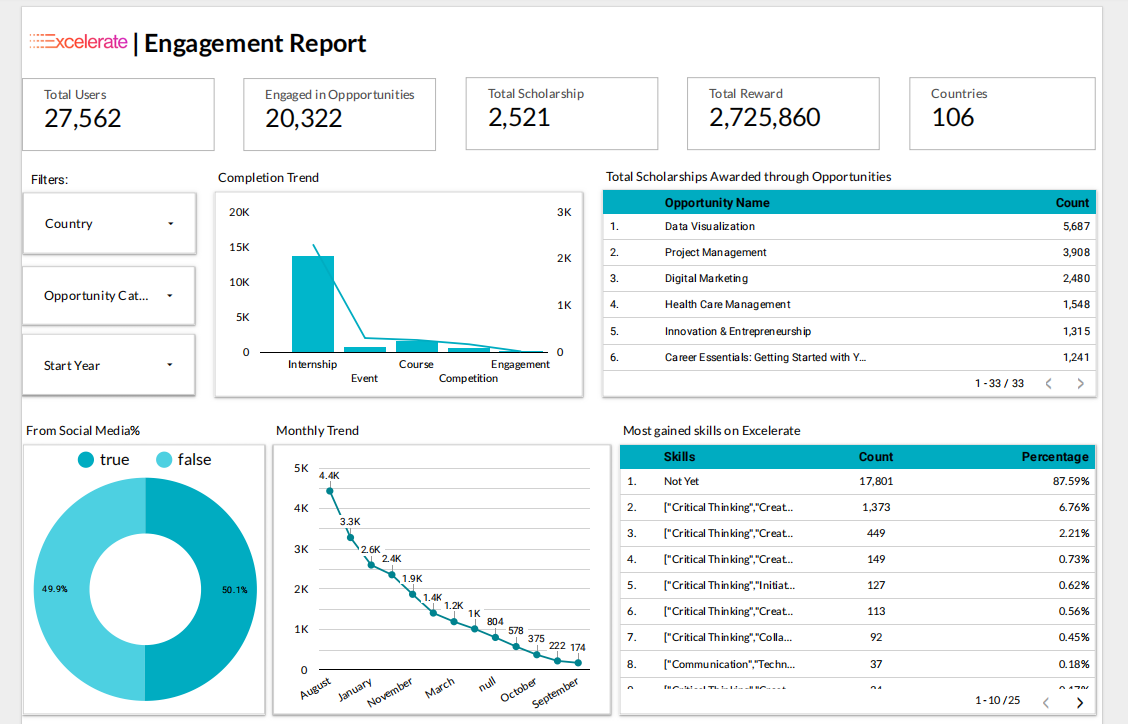 Excelerate | Engagement Report
Total Users
27,562
Engaged in Oppportunities
20,322
Total Scholarship
2,521
Total Reward
2,725,860
Countries
106
Filters:
Country
Opportunity Cat...
Start Year
Completion Trend
20K
15K
10K
5K
0
3K
2K
1K
0
Internship
Event
Course
Competition
Engagement
Total Scholarships Awarded through Opportunities
Opportunity Name Count
1. Data Visualization 5,687
2. Project Management 3,908
3. Digital Marketing 2,480
4. Health Care Management 1,548
5. Innovation & Entrepreneurship 1,315
6. Career Essentials: Getting Started with Y... 1,241
1 - 33 / 33
From Social Media%
true false
49.9% 50.1%
Monthly Trend
5K
4K
3K
2K
1K
0
4.4K
3.3K
2.6K
2.4K
1.9K
1.4K
1.2K
1K
804
578
375
222
174
August
January
November
March
null
October
September
Most gained skills on Excelerate
Skills Count Percentage
1. Not Yet 17,801 87.59%
2. ["Critical Thinking","Creat... 1,373 6.76%
3. ["Critical Thinking","Creat... 449 2.21%
4. ["Critical Thinking","Creat... 149 0.73%
5. ["Critical Thinking","Initiat... 127 0.62%
6. ["Critical Thinking","Creat... 113 0.56%
7. ["Critical Thinking","Colla... 92 0.45%
8. ["Communication","Techn... 37 0.18%
1 - 10 / 25